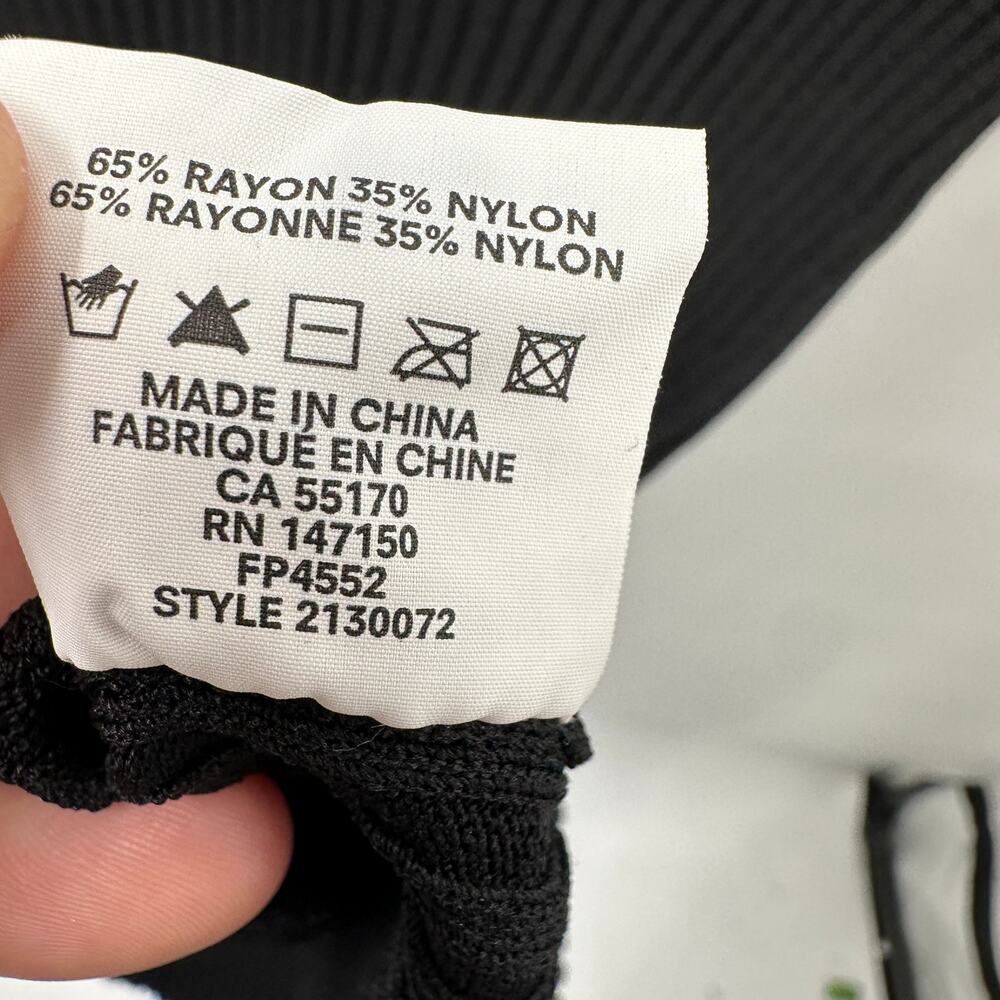 65% RAYON 35% NYLON
65% RAYONNE 35% NYLON
MADE IN CHINA
FABRIQUÉ EN CHINE
CA 55170
RN 147150
FP4552
STYLE 2130072